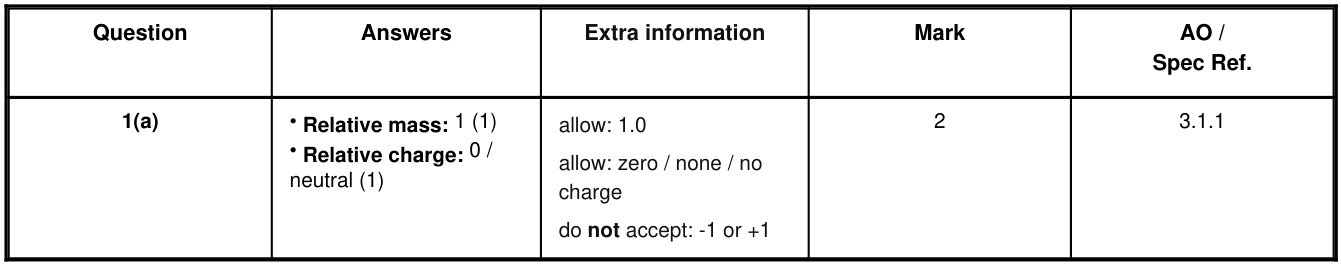 Question
Answers
Extra information
Mark
AO /
Spec Ref.
1(a)
• Relative mass: 1 (1)
• Relative charge: 0 /
neutral (1)
allow: 1.0
allow: zero / none / no
charge
do not accept: -1 or +1
2
3.1.1